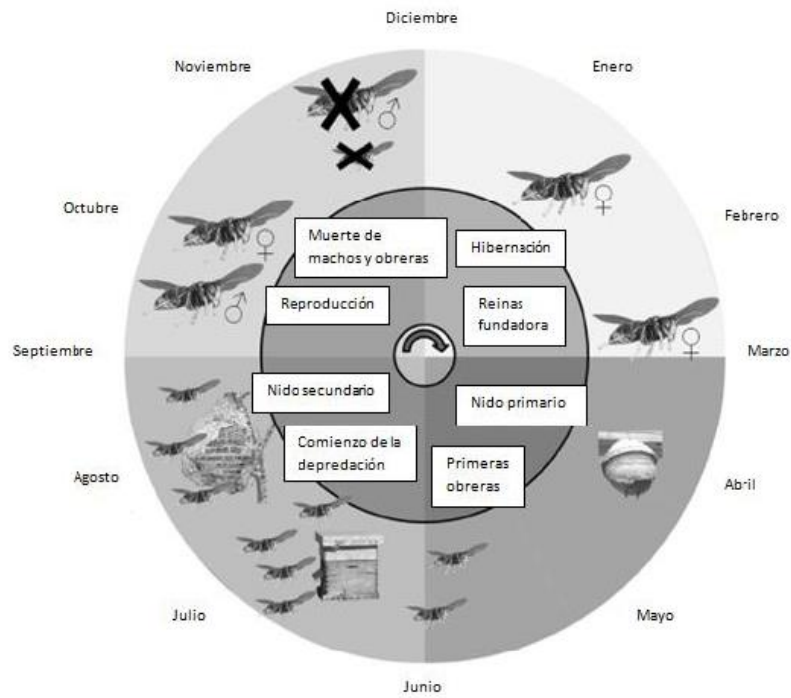 Diciembre
Enero
Febrero
Marzo
Abril
Mayo
Junio
Julio
Agosto
Septiembre
Octubre
Noviembre
Hibernación
Reinas
fundadora
Nido primario
Primeras
obreras
Comienzo de la
depredación
Nido secundario
Reproducción
Muerte de
machos y obreras